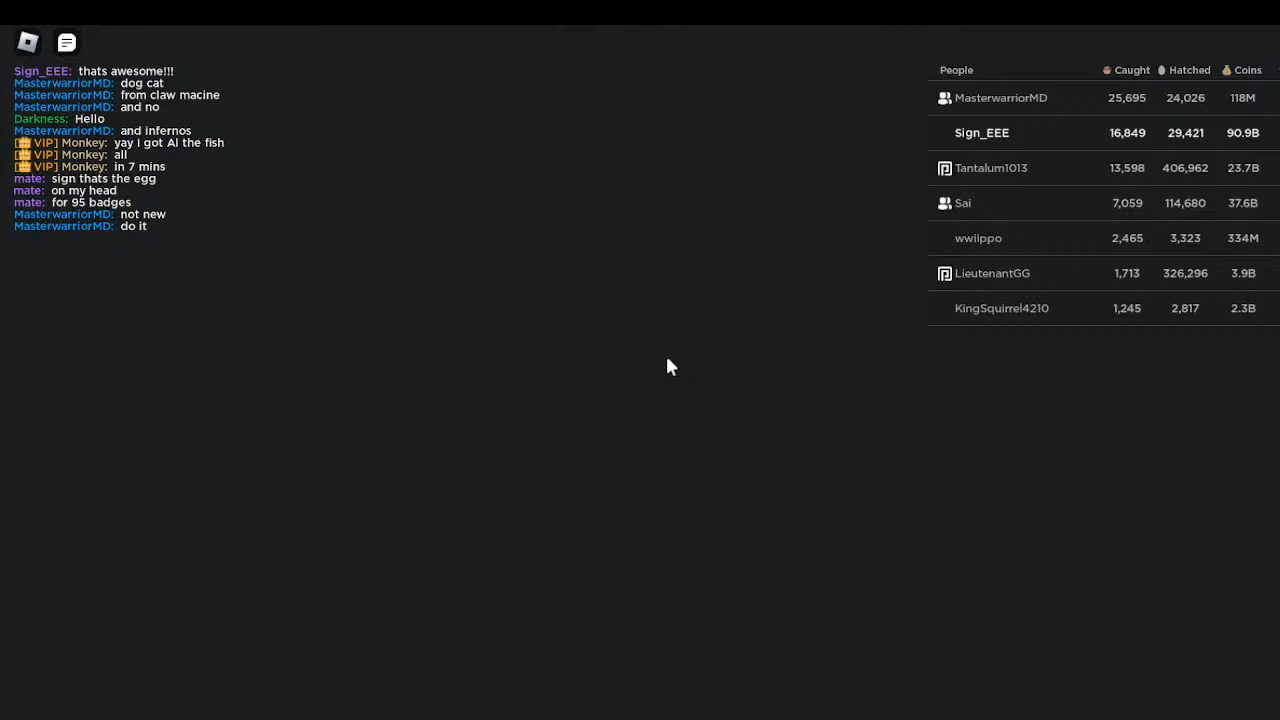 Sign_EEE: thats awesome!!!
MasterwarriorMD: dog cat
MasterwarriorMD: from claw macine
MasterwarriorMD: and no
Darkness: Hello
MasterwarriorMD: and infernos
[VIP] Monkey: yay I got Al the fish
[VIP] Monkey: all
[VIP] Monkey: in 7 mins
mate: sign thats the egg
mate: on my head
mate: for 95 badges
MasterwarriorMD: not new
MasterwarriorMD: do it
People Caught Hatched Coins
MasterwarriorMD 25,695 24,026 118M
Sign_EEE 16,849 29,421 90.9B
Tantalum1013 13,598 406,962 23.7B
Sai 7,059 114,680 37.6B
wwiippo 2,465 3,323 334M
LieutenantGG 1,713 326,296 3.9B
KingSquirrel4210 1,245 2,817 2.3B